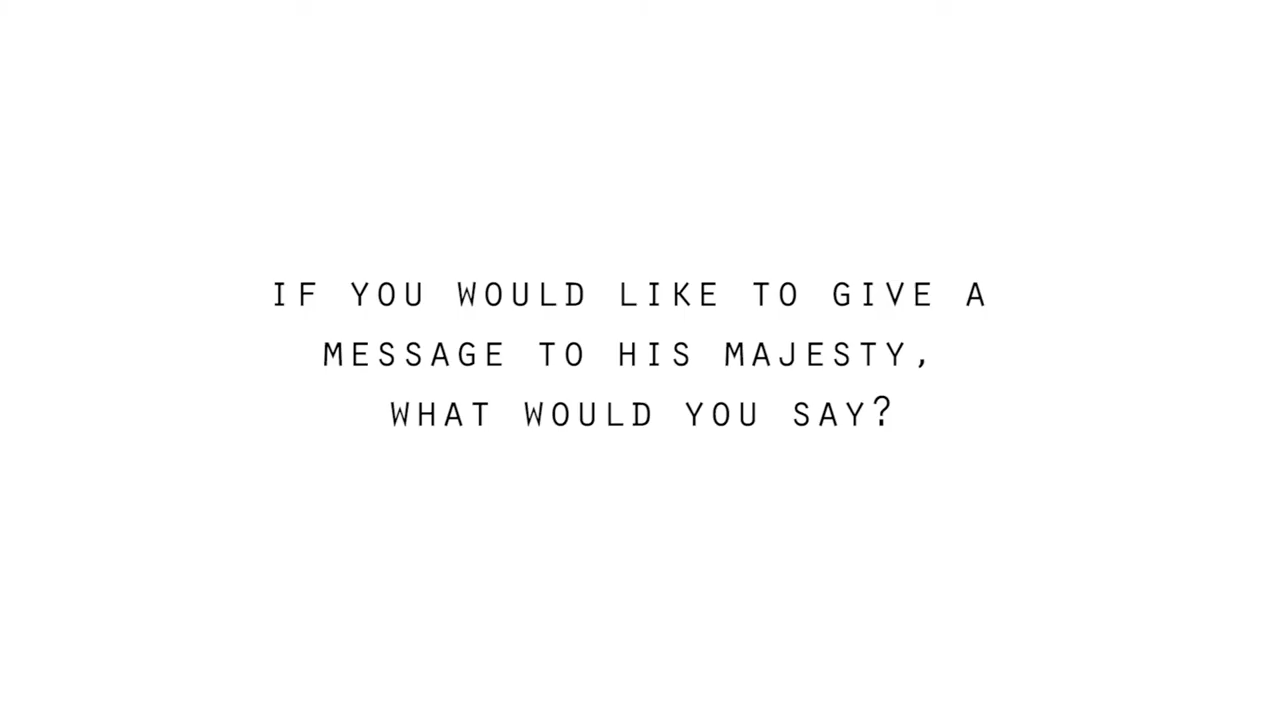 IF YOU WOULD LIKE TO GIVE A
MESSAGE TO HIS MAJESTY,
WHAT WOULD YOU SAY?